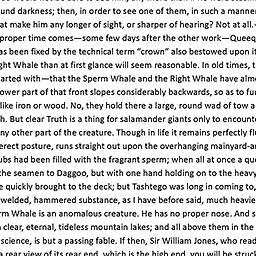 und darkness; then, in order to see one of them, in such a manner
at make him any longer of sight, or sharper of hearing? Not at all.-
proper time comes—some few days after the other work—Queeq
as been fixed by the technical term “crown” also bestowed upon it
ght Whale than at first glance will seem reasonable. In old times, t
arted with—that the Sperm Whale and the Right Whale have alm
ower part of that front slopes considerably backwards, so as to fu
like iron or wood. No, they hold there a large, round wad of tow a
h. But clear Truth is a thing for salamander giants only to encount
ny other part of the creature. Though in life it remains perfectly fl
erect posture, runs straight out upon the overhanging mainyard-ar
ubs had been filled with the fragrant sperm; when all at once a qu
the seamen to Daggoo, but with one hand holding on to the heavy
e quickly brought to the deck; but Tashtego was long in coming to,
welded, hammered substance, as I have before said, much heavie
rm Whale is an anomalous creature. He has no proper nose. And s
clear, eternal, tideless mountain lakes; and all above them in the
science, is but a passing fable. If then, Sir William Jones, who read
a rear view of its rear end, which is the high end, you will be struck